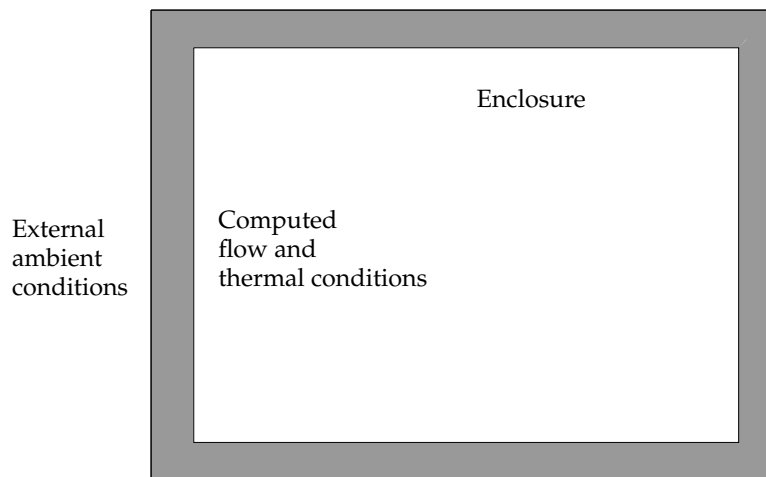 Enclosure
External
ambient
conditions
Computed
flow and
thermal conditions